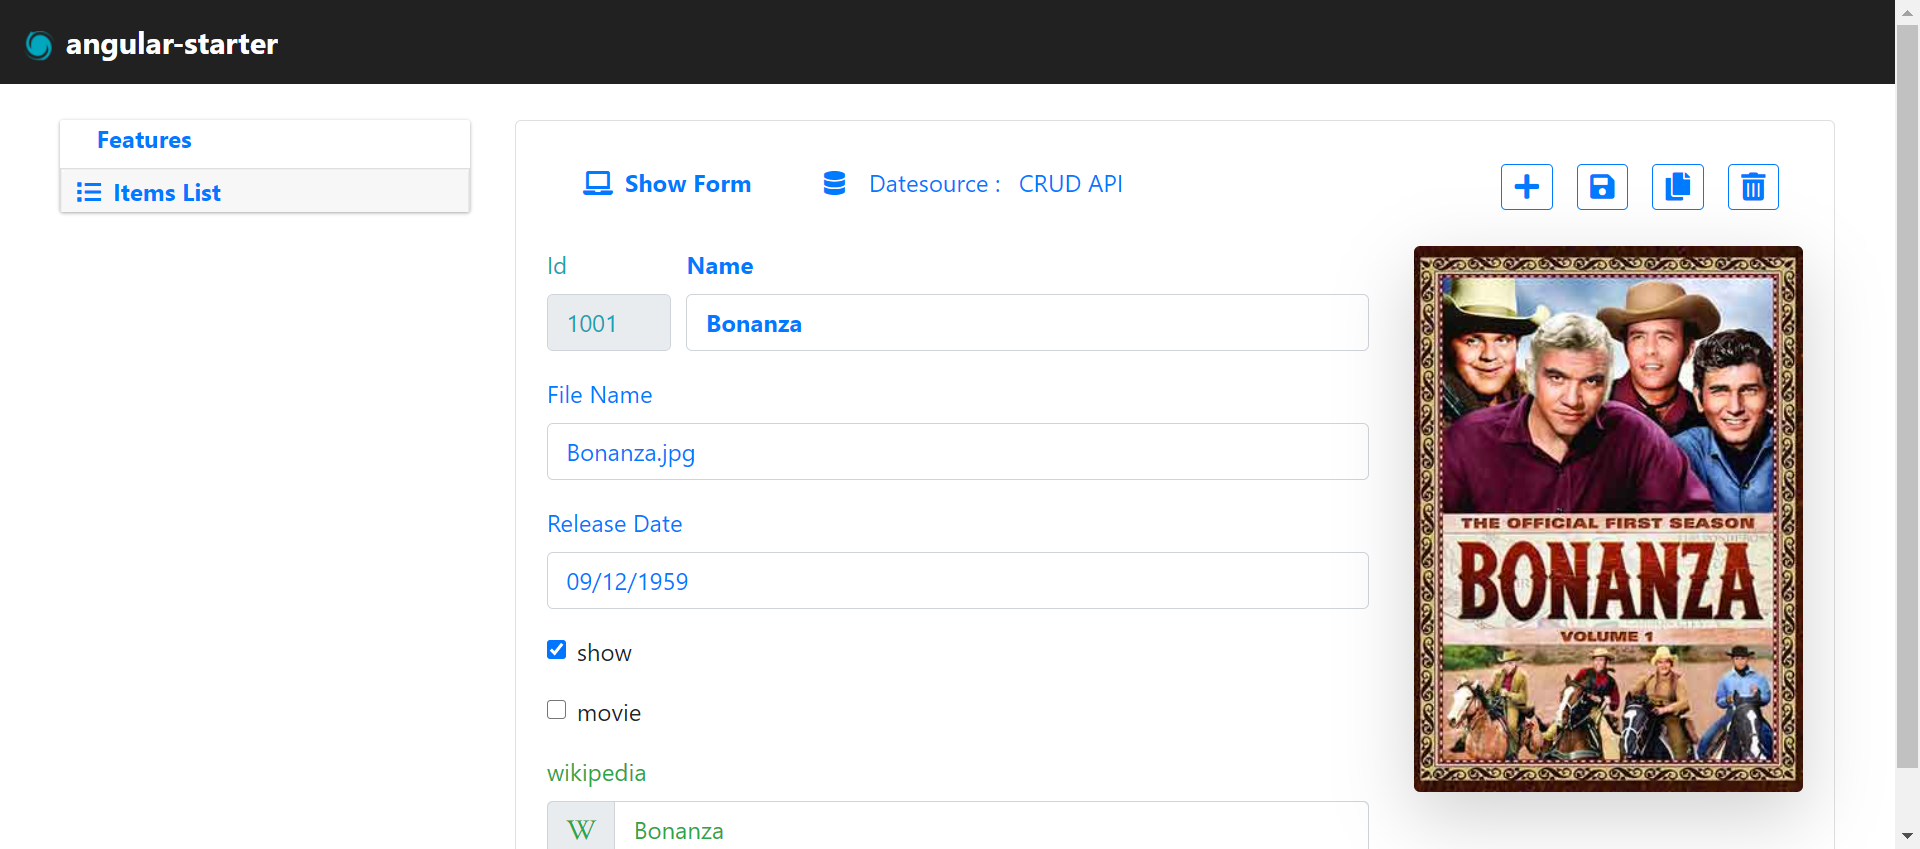 angular-starter
Features
Items List
Show Form
Datesource : CRUD API
Id
Name
1001
Bonanza
File Name
Bonanza.jpg
Release Date
09/12/1959
show
movie
wikipedia
W
Bonanza
THE OFFICIAL FIRST SEASON
BONANZA
VOLUME 1